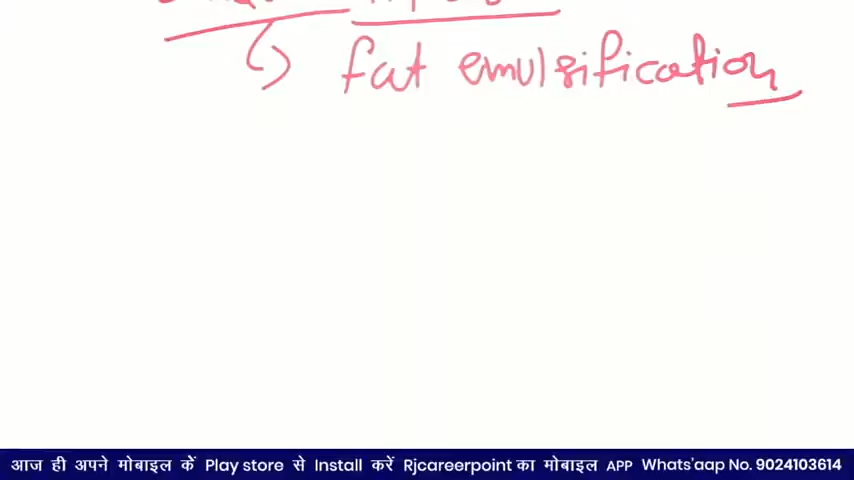 fat emulsification
आज ही अपने मोबाइल कें Play store से Install करें Rjcareerpoint का मोबाइल APP Whats'aap No. 9024103614